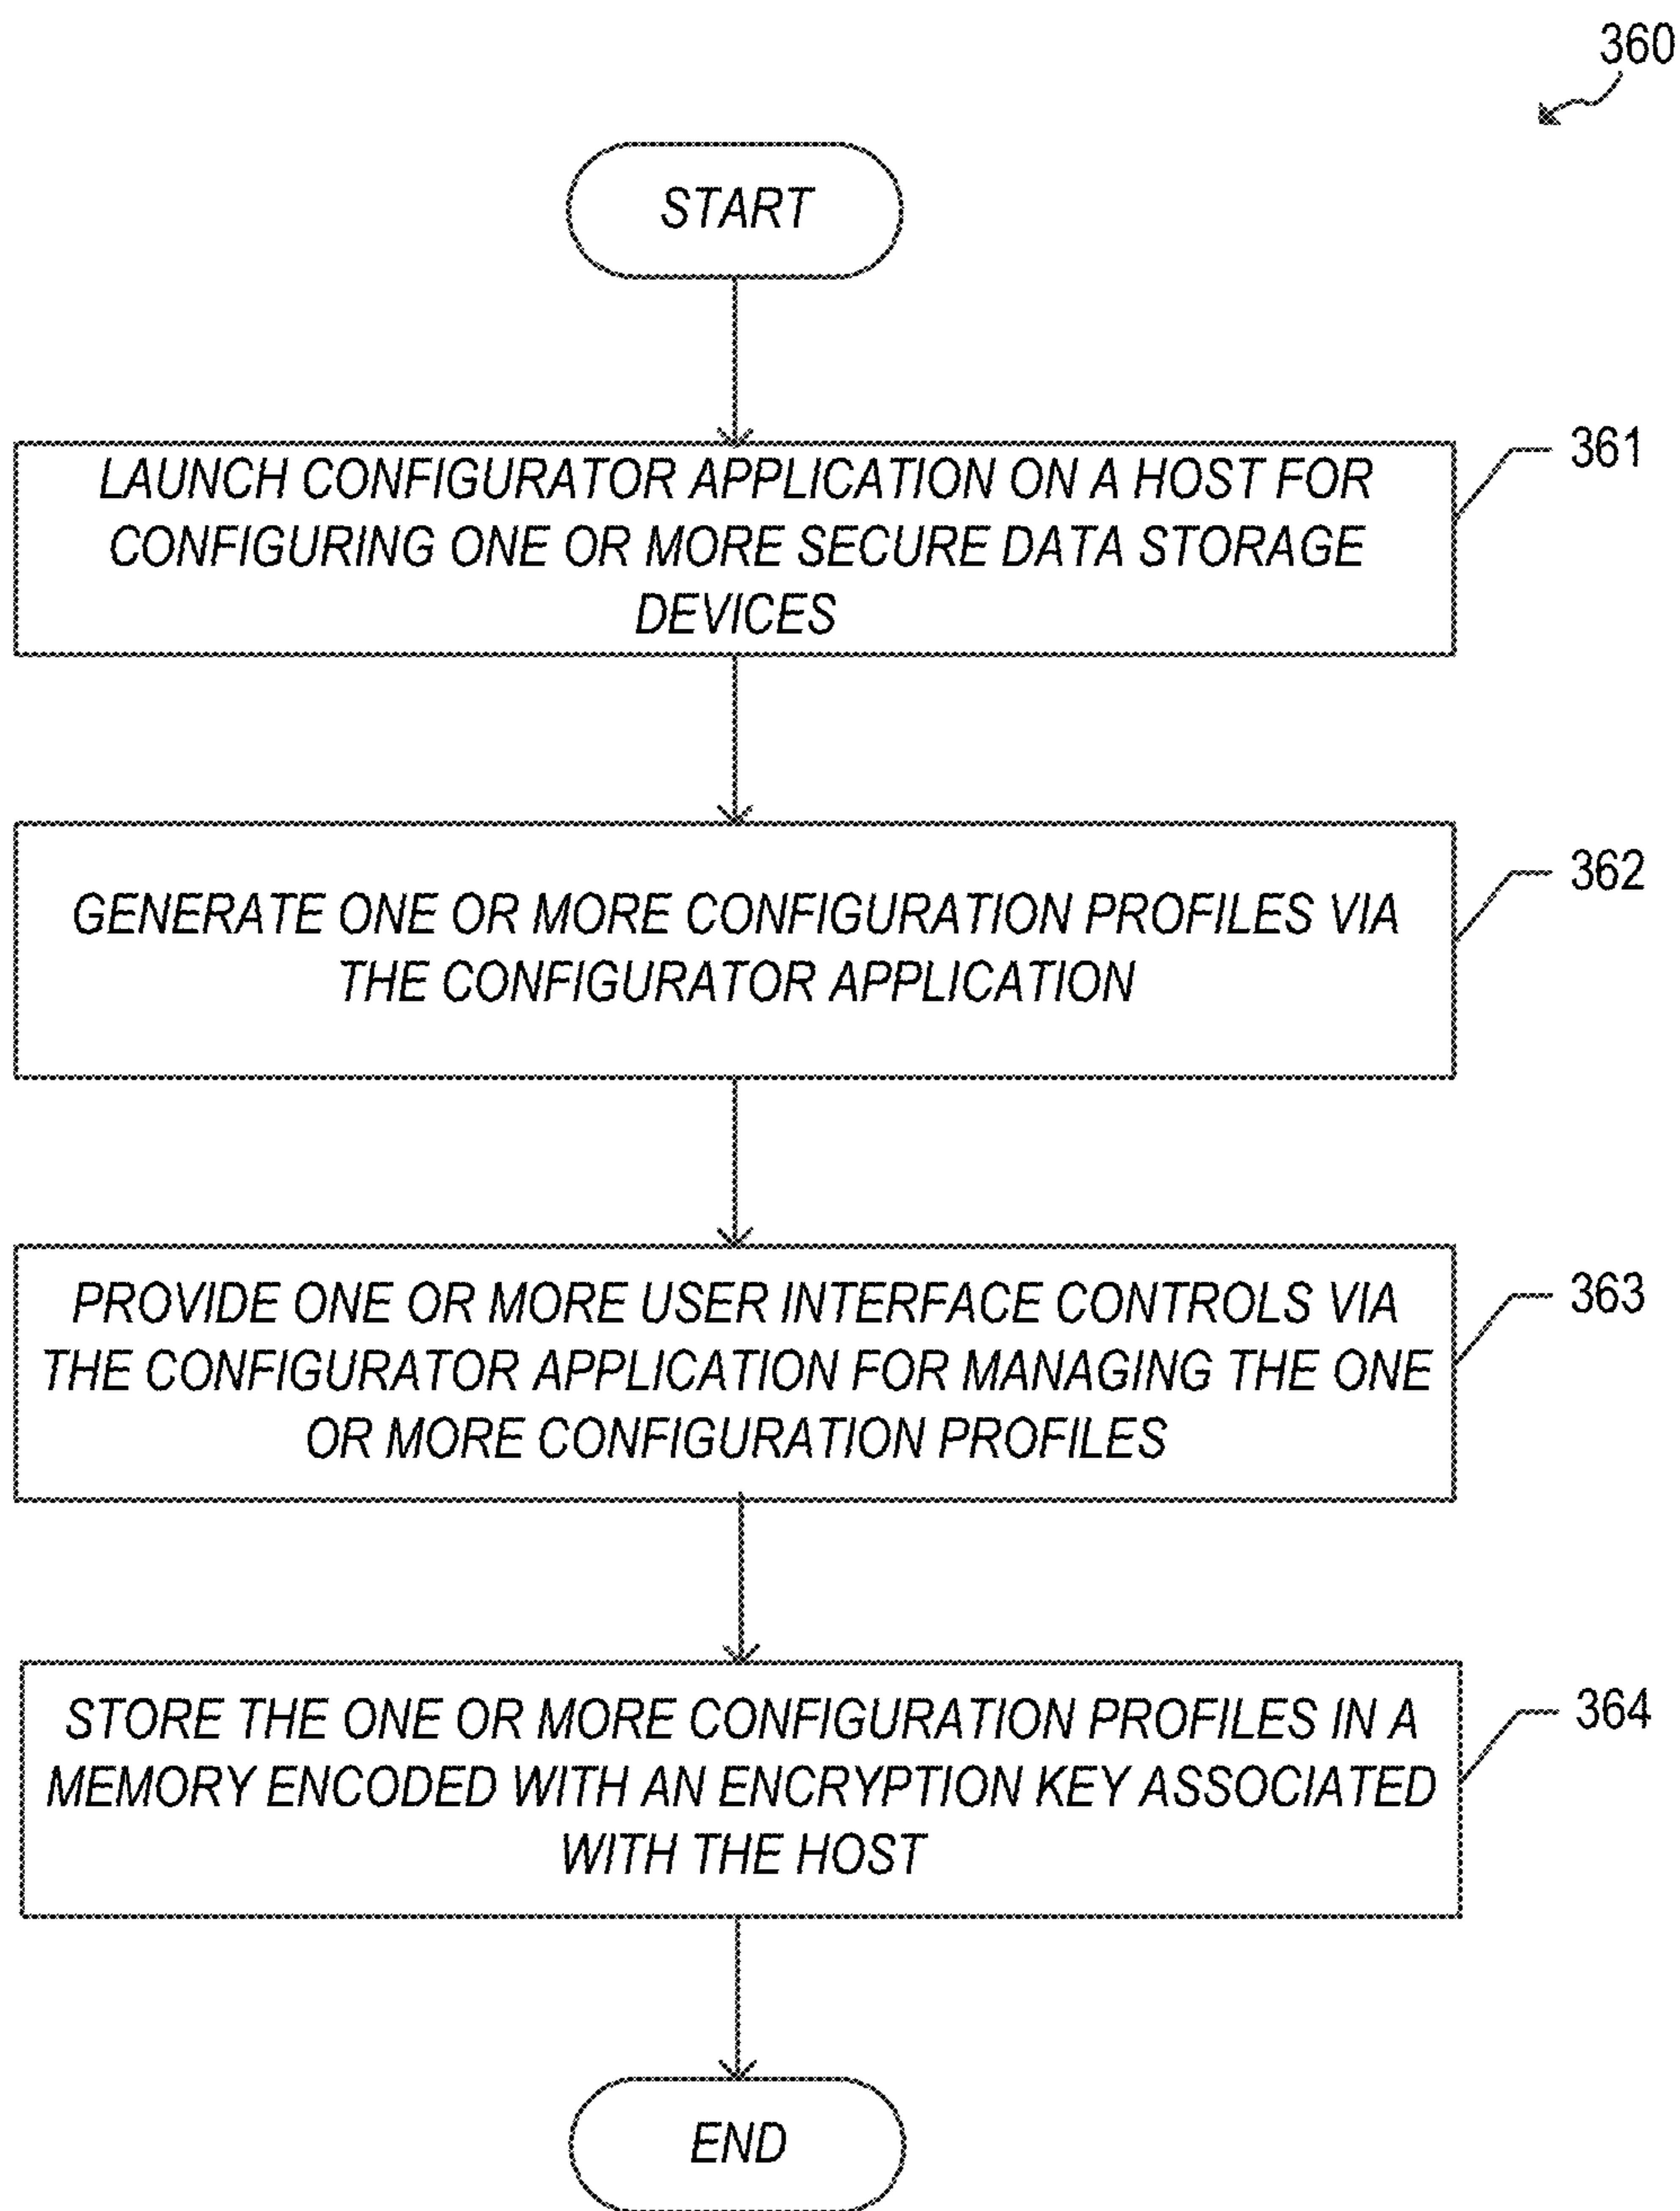 360
START
LAUNCH CONFIGURATOR APPLICATION ON A HOST FOR
CONFIGURING ONE OR MORE SECURE DATA STORAGE
DEVICES
361
GENERATE ONE OR MORE CONFIGURATION PROFILES VIA
THE CONFIGURATOR APPLICATION
362
PROVIDE ONE OR MORE USER INTERFACE CONTROLS VIA
THE CONFIGURATOR APPLICATION FOR MANAGING THE ONE
OR MORE CONFIGURATION PROFILES
363
STORE THE ONE OR MORE CONFIGURATION PROFILES IN A
MEMORY ENCODED WITH AN ENCRYPTION KEY ASSOCIATED
WITH THE HOST
364
END